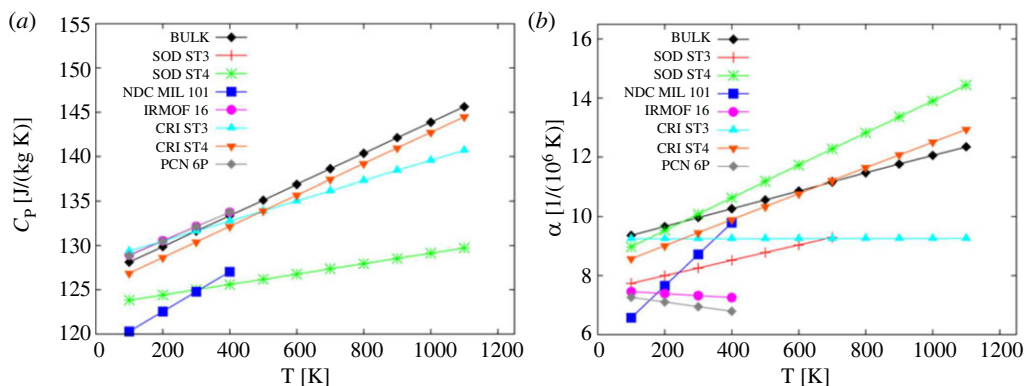 (a)
155
150
145
140
135
130
125
120
C_P [J/(kg K)]
BULK
SOD ST3
SOD ST4
NDC MIL 101
IRMOF 16
CRI ST3
CRI ST4
PCN 6P
0 200 400 600 800 1000 1200
T [K]
(b)
16
14
12
10
8
6
α [1/(10⁶ K)]
BULK
SOD ST3
SOD ST4
NDC MIL 101
IRMOF 16
CRI ST3
CRI ST4
PCN 6P
0 200 400 600 800 1000 1200
T [K]